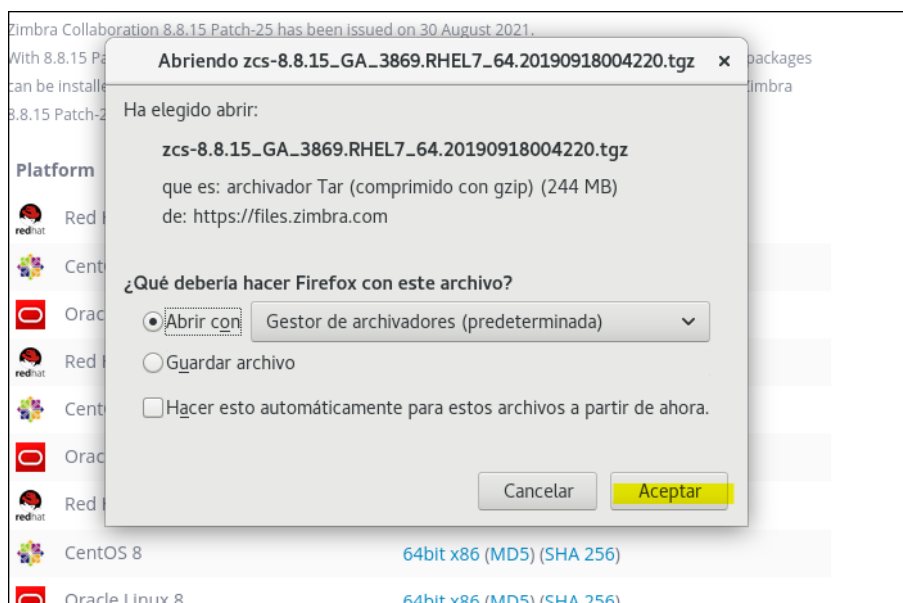 Zimbra Collaboration 8.8.15 Patch-25 has been issued on 30 August 2021.
With 8.8.15 Pa
packages
can be installe
Zimbra
8.8.15 Patch-2
Abriendo zcs-8.8.15_GA_3869.RHEL7_64.20190918004220.tgz ×
Ha elegido abrir:
zcs-8.8.15_GA_3869.RHEL7_64.20190918004220.tgz
que es: archivador Tar (comprimido con gzip) (244 MB)
de: https://files.zimbra.com
¿Qué debería hacer Firefox con este archivo?
Abrir con Gestor de archivadores (predeterminada)
Guardar archivo
Hacer esto automáticamente para estos archivos a partir de ahora.
Cancelar Aceptar
Platform
redhat Red H
Cent
Orac
redhat Red H
Cent
Orac
redhat Red H
CentOS 8 64bit x86 (MD5) (SHA 256)
Oracle Linux 8 64bit x86 (MD5) (SHA 256)